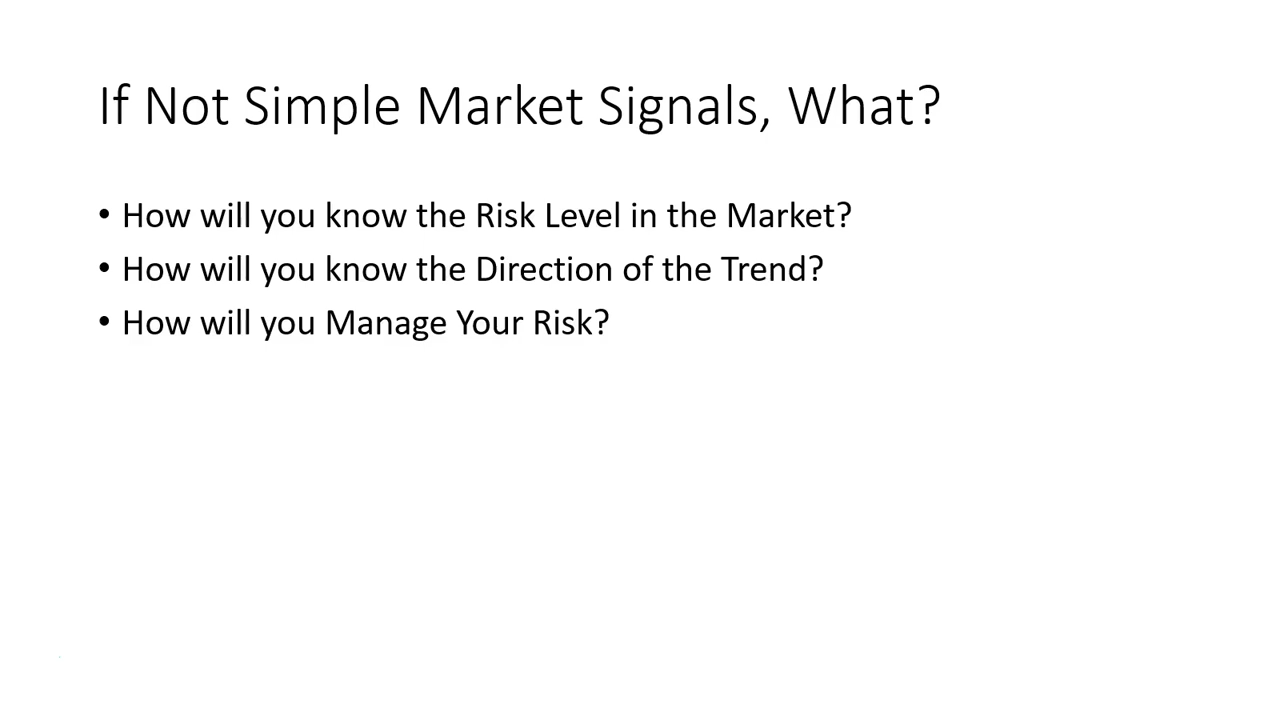 If Not Simple Market Signals, What?
• How will you know the Risk Level in the Market?
• How will you know the Direction of the Trend?
• How will you Manage Your Risk?